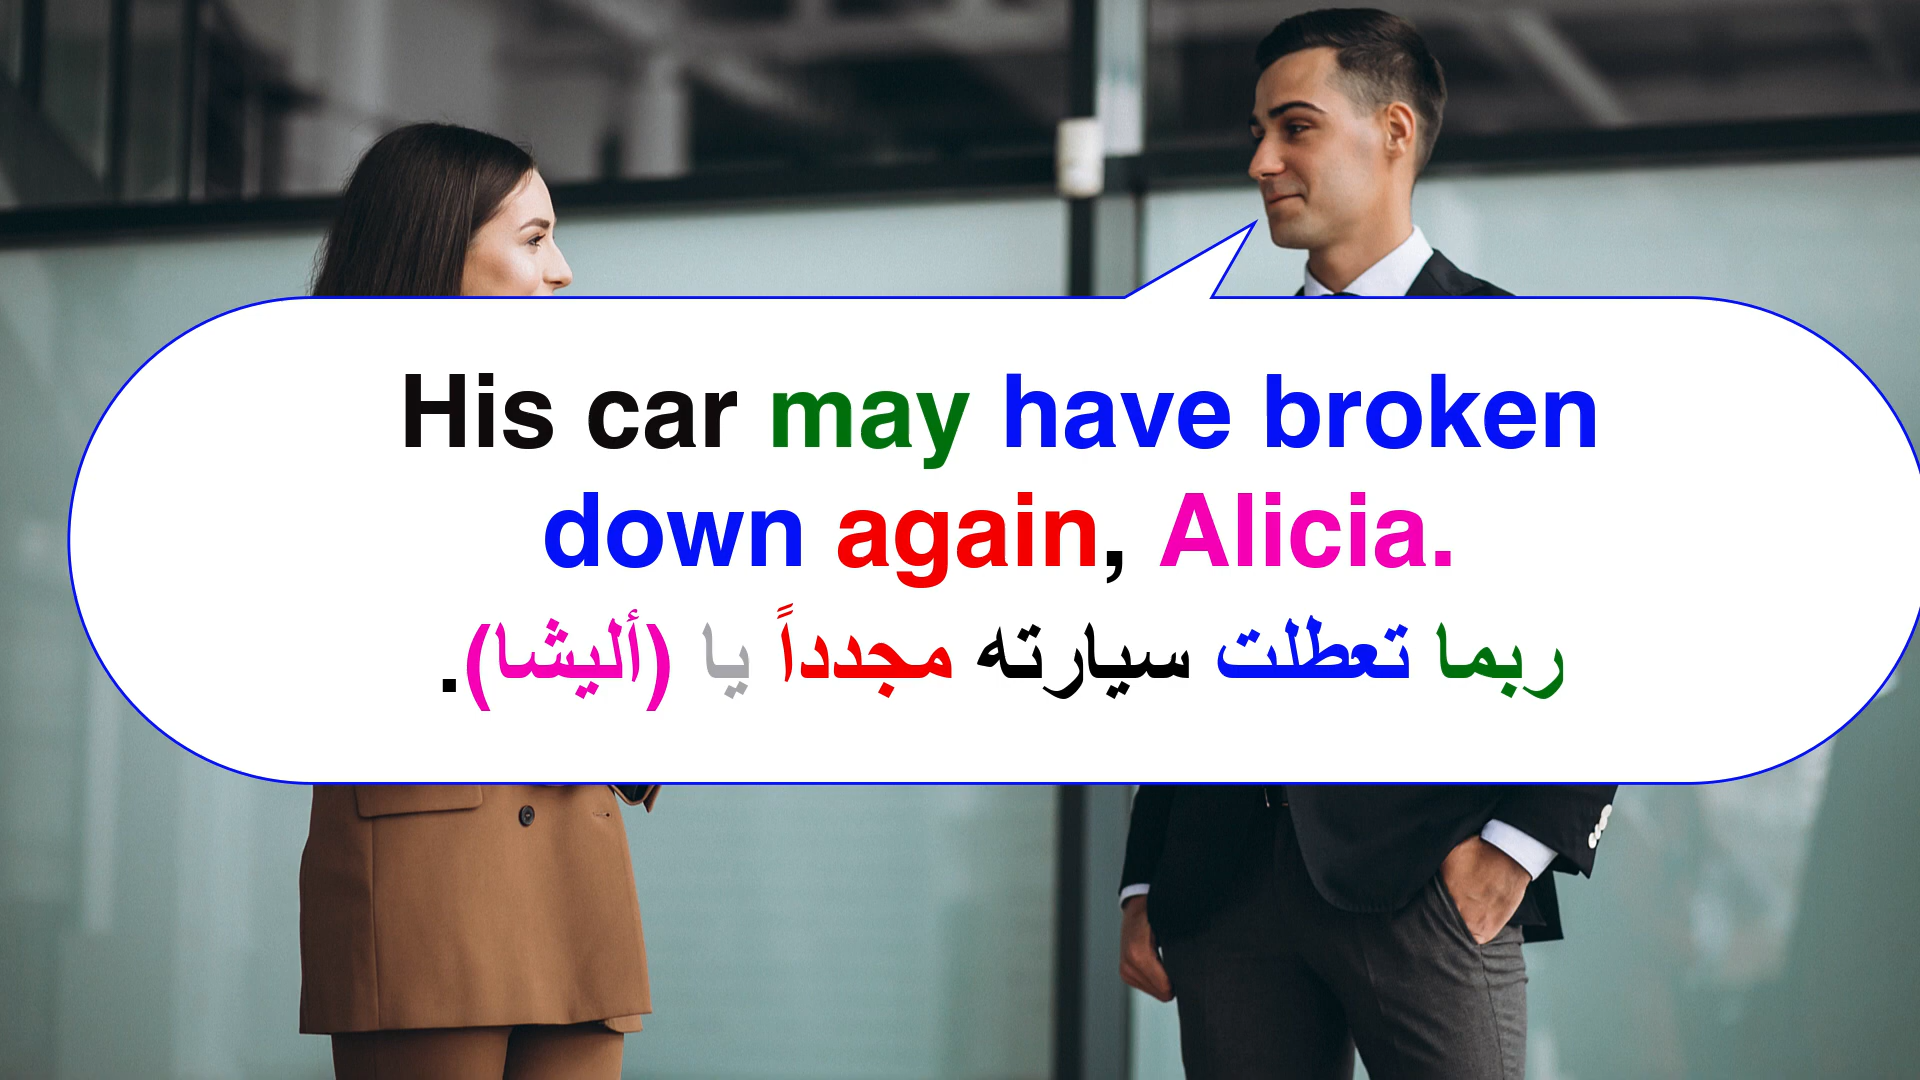 His car may have broken
down again, Alicia.
ربما تعطلت سيارته مجدداً يا (أليشا).